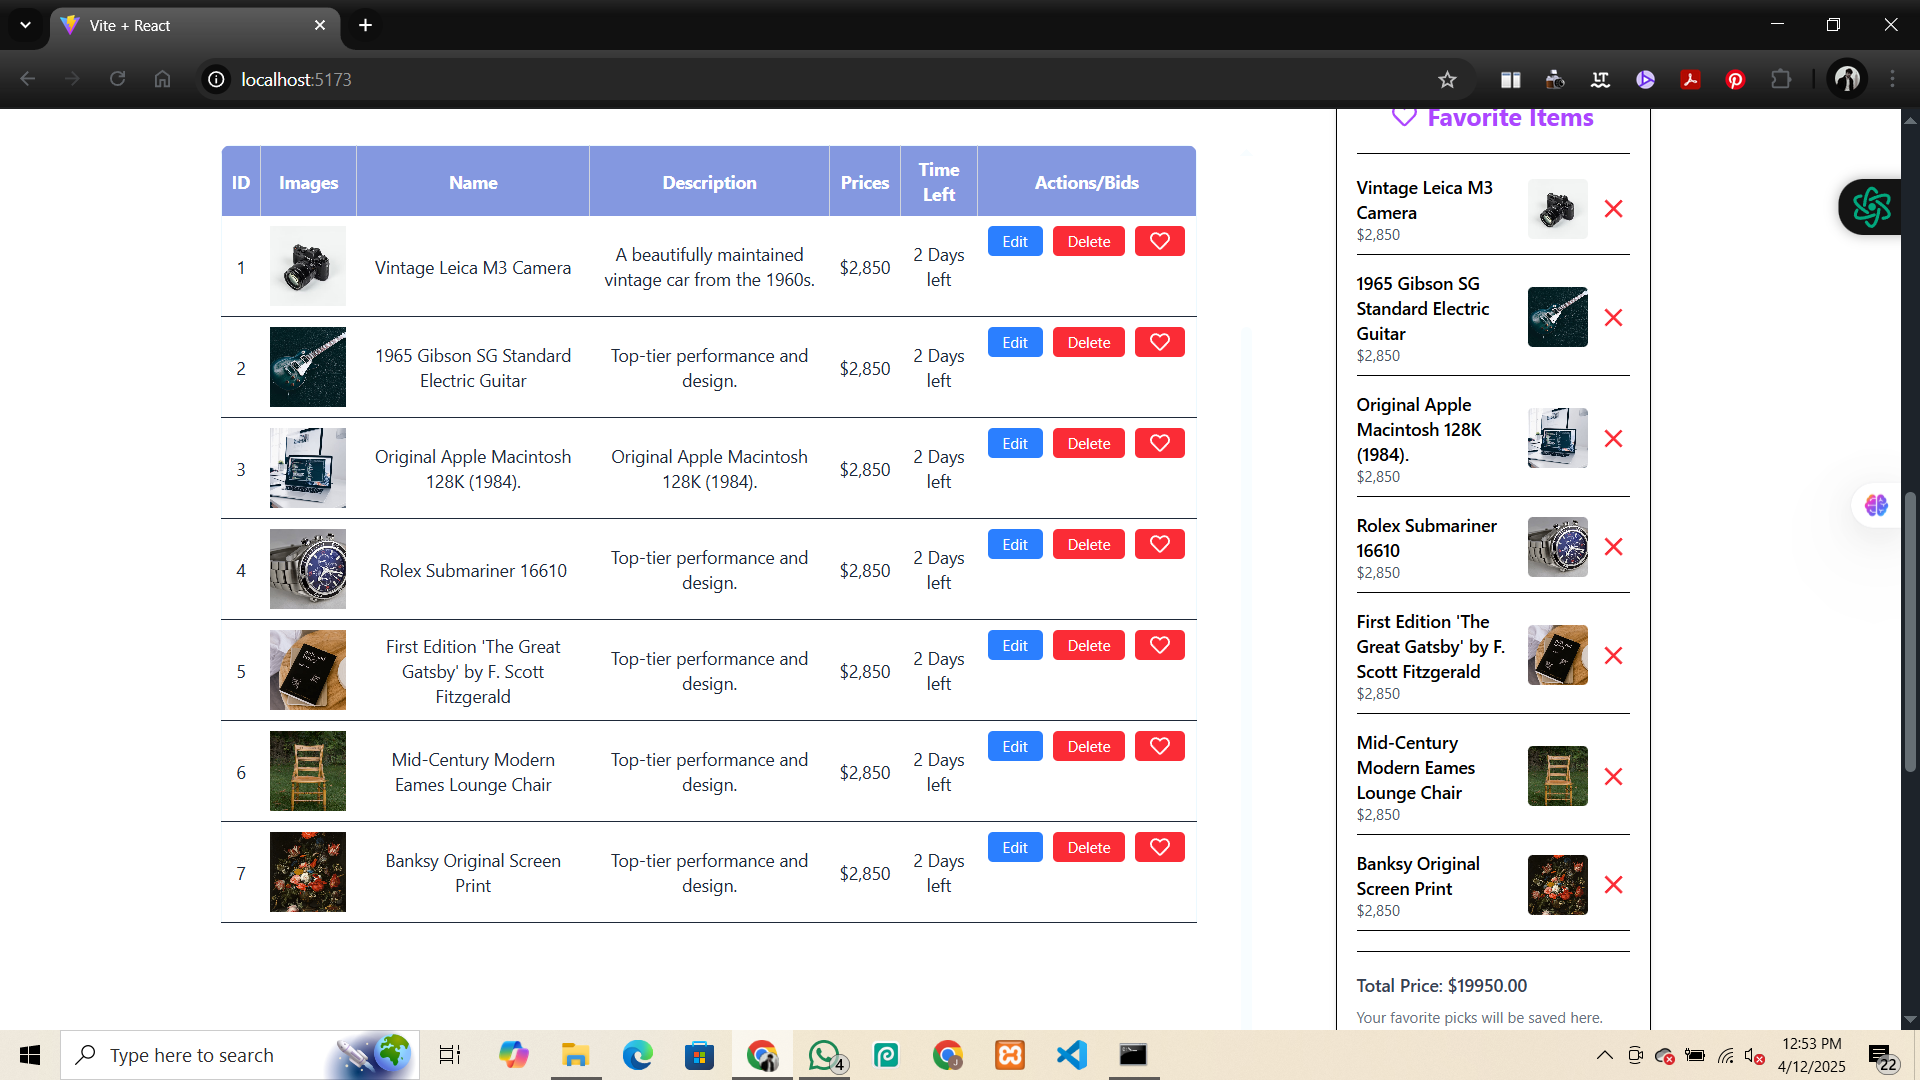 Vite + React
localhost:5173
ID Images Name Description Prices Time Left Actions/Bids
1 Vintage Leica M3 Camera A beautifully maintained vintage car from the 1960s. $2,850 2 Days left Edit Delete
2 1965 Gibson SG Standard Electric Guitar Top-tier performance and design. $2,850 2 Days left Edit Delete
3 Original Apple Macintosh 128K (1984). Original Apple Macintosh 128K (1984). $2,850 2 Days left Edit Delete
4 Rolex Submariner 16610 Top-tier performance and design. $2,850 2 Days left Edit Delete
5 First Edition 'The Great Gatsby' by F. Scott Fitzgerald Top-tier performance and design. $2,850 2 Days left Edit Delete
6 Mid-Century Modern Eames Lounge Chair Top-tier performance and design. $2,850 2 Days left Edit Delete
7 Banksy Original Screen Print Top-tier performance and design. $2,850 2 Days left Edit Delete
Favorite Items
Vintage Leica M3
Camera
$2,850
1965 Gibson SG
Standard Electric
Guitar
$2,850
Original Apple
Macintosh 128K
(1984).
$2,850
Rolex Submariner
16610
$2,850
First Edition 'The
Great Gatsby' by F.
Scott Fitzgerald
$2,850
Mid-Century
Modern Eames
Lounge Chair
$2,850
Banksy Original
Screen Print
$2,850
Total Price: $19950.00
Your favorite picks will be saved here.
Type here to search
4
12:53 PM
4/12/2025
22